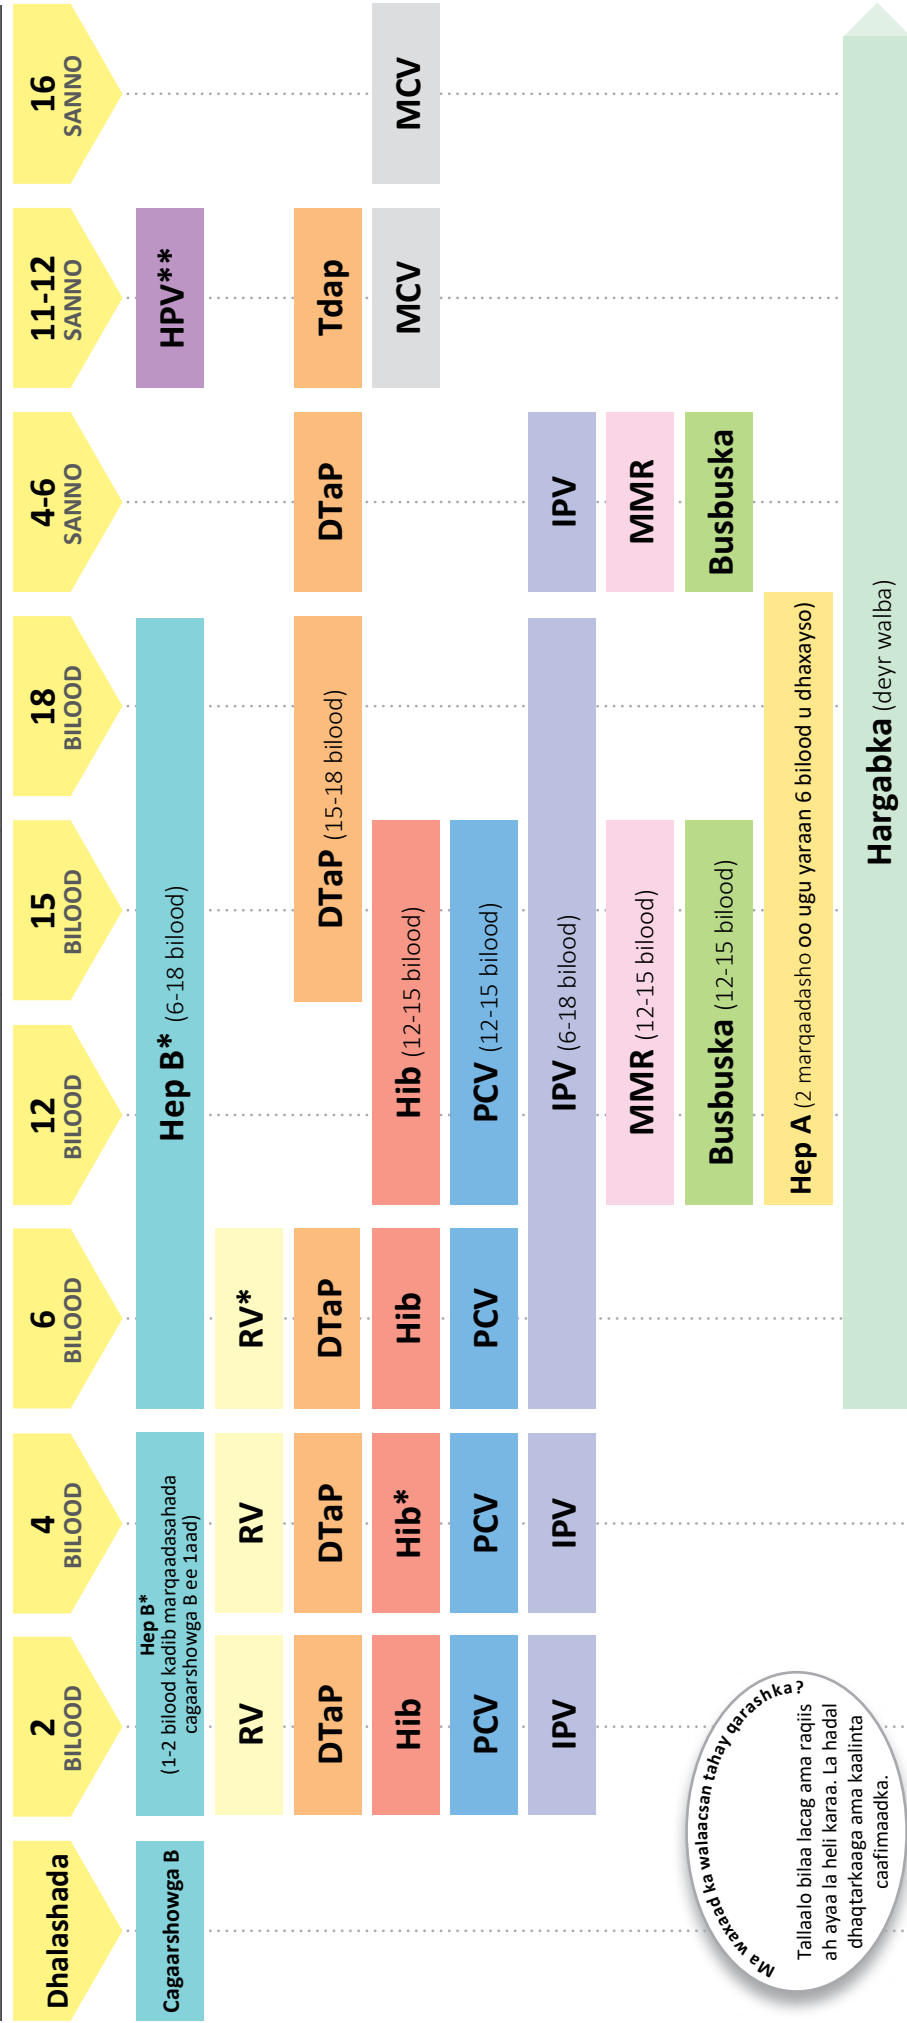 Dhalashada
2
BILOOD
4
BILOOD
6
BILOOD
12
BILOOD
15
BILOOD
18
BILOOD
4-6
SANNO
11-12
SANNO
16
SANNO
Cagaarshowga B
Hep B*
(1-2 bilood kadib marqaadasahada
cagaarshowga B ee 1aad)
Hep B* (6-18 bilood)
HPV**
RV
RV
RV*
DTaP
DTaP
DTaP
DTaP (15-18 bilood)
DTaP
Tdap
Hib
Hib*
Hib
Hib (12-15 bilood)
MCV
MCV
PCV
PCV
PCV
PCV (12-15 bilood)
IPV
IPV
IPV (6-18 bilood)
IPV
MMR (12-15 bilood)
MMR
Busbuska (12-15 bilood)
Busbuska
Hep A (2 marqaadasho oo ugu yaraan 6 bilood u dhaxayso)
Hargabka (deyr walba)
Ma waxaad ka walaacsan tahay qarashka?
Tallaalo bilaa lacag ama raqiis
ah ayaa la heli karaa. La hadal
dhaqtarkaaga ama kaalinta
caafimaadka.